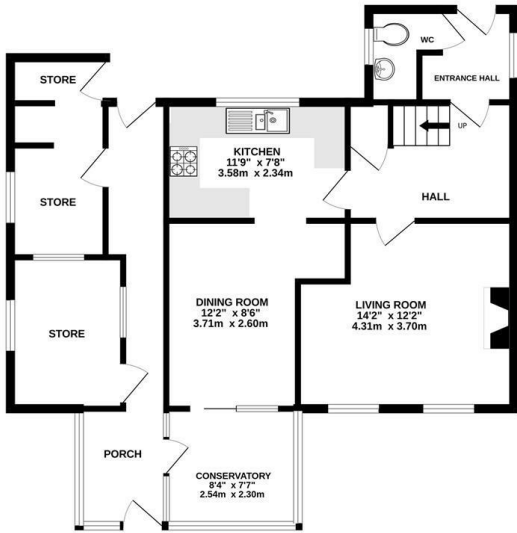 WC
ENTRANCE HALL
STORE
UP
KITCHEN
11'9" x 7'8"
3.58m x 2.34m
STORE
HALL
DINING ROOM
12'2" x 8'6"
3.71m x 2.60m
LIVING ROOM
14'2" x 12'2"
4.31m x 3.70m
STORE
PORCH
CONSERVATORY
8'4" x 7'7"
2.54m x 2.30m